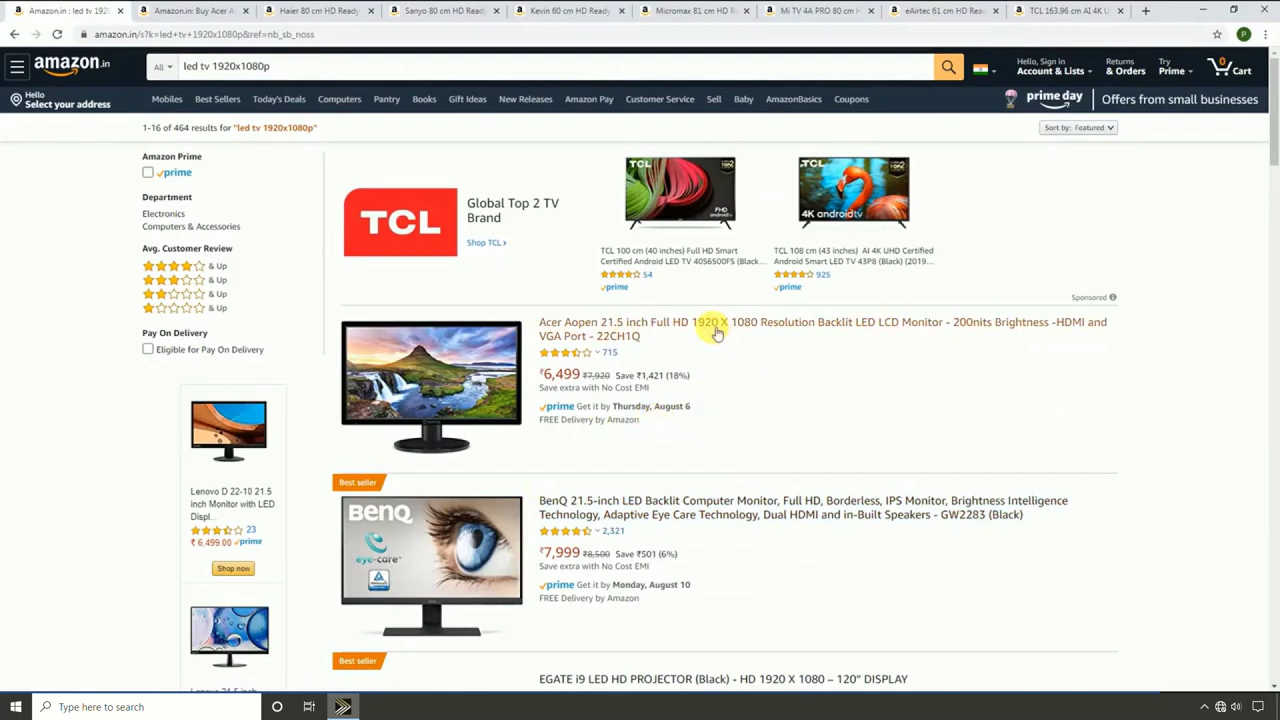 Amazon.in : led tv 1920
Amazon.in: Buy Acer A
Haier 80 cm HD Ready
Sanyo 80 cm HD Ready
Kevin 60 cm HD Ready
Micromax 81 cm HD R
Mi TV 4A PRO 80 cm H
eAirtec 61 cm HD Rea
TCL 163.96 cm AI 4K U
amazon.in/s?k=led+tv+1920x1080p&ref=nb_sb_noss
P
amazon.in
All
led tv 1920x1080p
Hello, Sign in
Account & Lists
Returns
& Orders
Try
Prime
0
Cart
Hello
Select your address
Mobiles
Best Sellers
Today's Deals
Computers
Pantry
Books
Gift Ideas
New Releases
Amazon Pay
Customer Service
Sell
Baby
AmazonBasics
Coupons
prime day
Offers from small businesses
1-16 of 464 results for "led tv 1920x1080p"
Sort by: Featured
Amazon Prime
prime
Department
Electronics
Computers & Accessories
Avg. Customer Review
& Up
& Up
& Up
& Up
Pay On Delivery
Eligible for Pay On Delivery
Lenovo D 22-10 21.5
inch Monitor with LED
Displ...
23
₹ 6,499.00 prime
Shop now
TCL
Global Top 2 TV
Brand
Shop TCL ›
TCL
FHD
androidtv
TCL 100 cm (40 inches) Full HD Smart
Certified Android LED TV 40S6500FS (Black...
54
prime
TCL
4K androidtv
TCL 108 cm (43 inches) AI 4K UHD Certified
Android Smart LED TV 43P8 (Black) (2019...
925
prime
Sponsored
Acer Aopen 21.5 inch Full HD 1920 X 1080 Resolution Backlit LED LCD Monitor - 200nits Brightness -HDMI and
VGA Port - 22CH1Q
715
₹6,499 ₹7,920 Save ₹1,421 (18%)
Save extra with No Cost EMI
prime Get it by Thursday, August 6
FREE Delivery by Amazon
Best seller
BenQ
eye-care
BenQ 21.5-inch LED Backlit Computer Monitor, Full HD, Borderless, IPS Monitor, Brightness Intelligence
Technology, Adaptive Eye Care Technology, Dual HDMI and in-Built Speakers - GW2283 (Black)
2,321
₹7,999 ₹8,500 Save ₹501 (6%)
prime Get it by Monday, August 10
FREE Delivery by Amazon
Best seller
EGATE i9 LED HD PROJECTOR (Black) - HD 1920 X 1080 – 120" DISPLAY
Type here to search